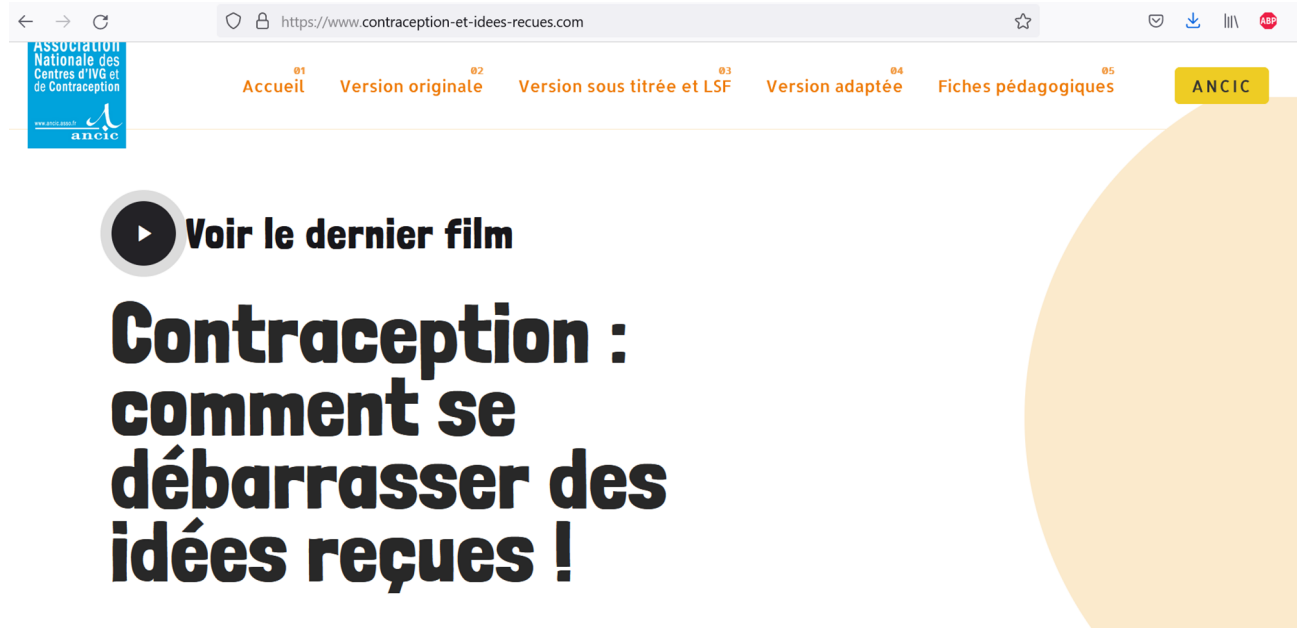 https://www.contraception-et-idees-recues.com
ABP
Association
Nationale des
Centres d'IVG et
de Contraception
www.ancic.asso.fr
ancic
01
Accueil
02
Version originale
03
Version sous titrée et LSF
04
Version adaptée
05
Fiches pédagogiques
ANCIC
Voir le dernier film
Contraception :
comment se
débarrasser des
idées reçues !